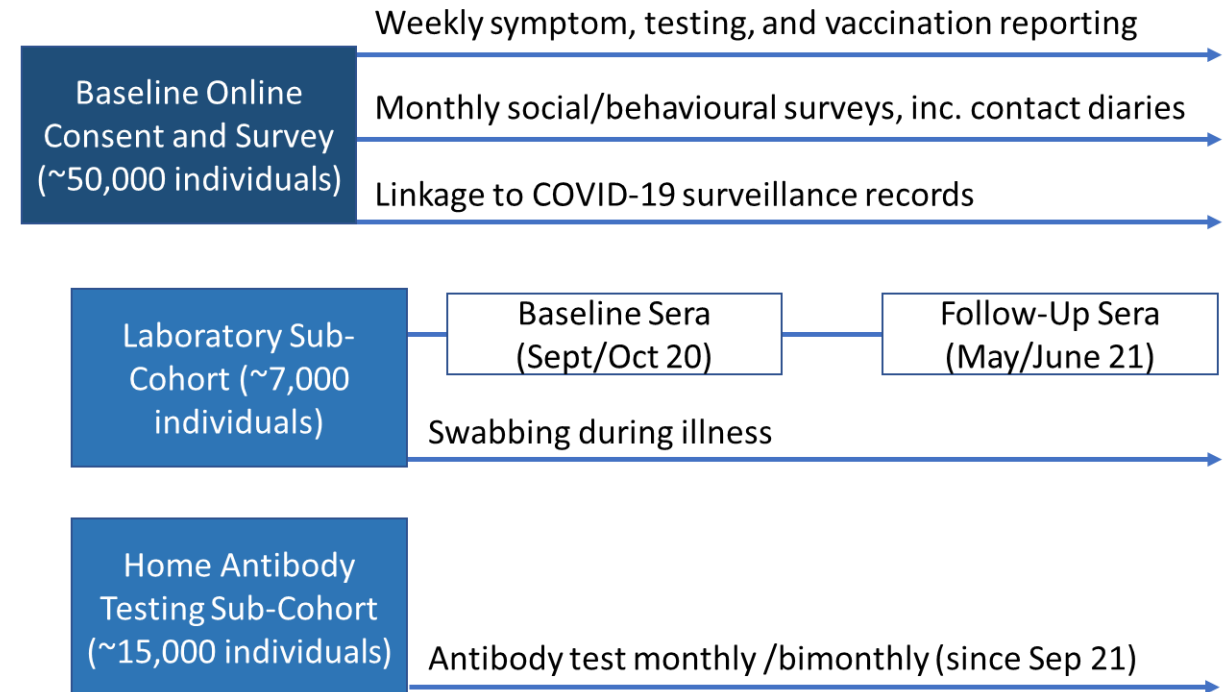 Weekly symptom, testing, and vaccination reporting
Baseline Online
Consent and Survey
(~50,000 individuals)
Monthly social/behavioural surveys, inc. contact diaries
Linkage to COVID-19 surveillance records
Laboratory Sub-
Cohort (~7,000
individuals)
Baseline Sera
(Sept/Oct 20)
Follow-Up Sera
(May/June 21)
Swabbing during illness
Home Antibody
Testing Sub-Cohort
(~15,000 individuals)
Antibody test monthly /bimonthly (since Sep 21)